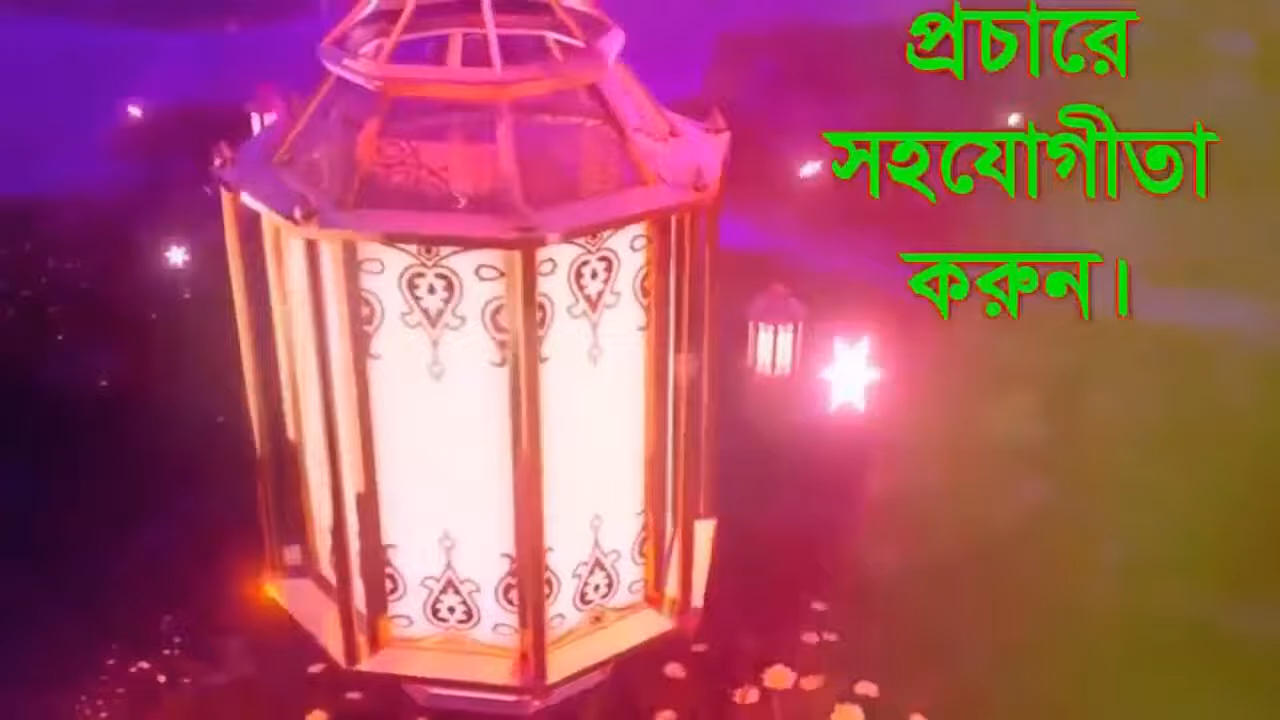 প্রচারে
সহযোগীতা
করুন।